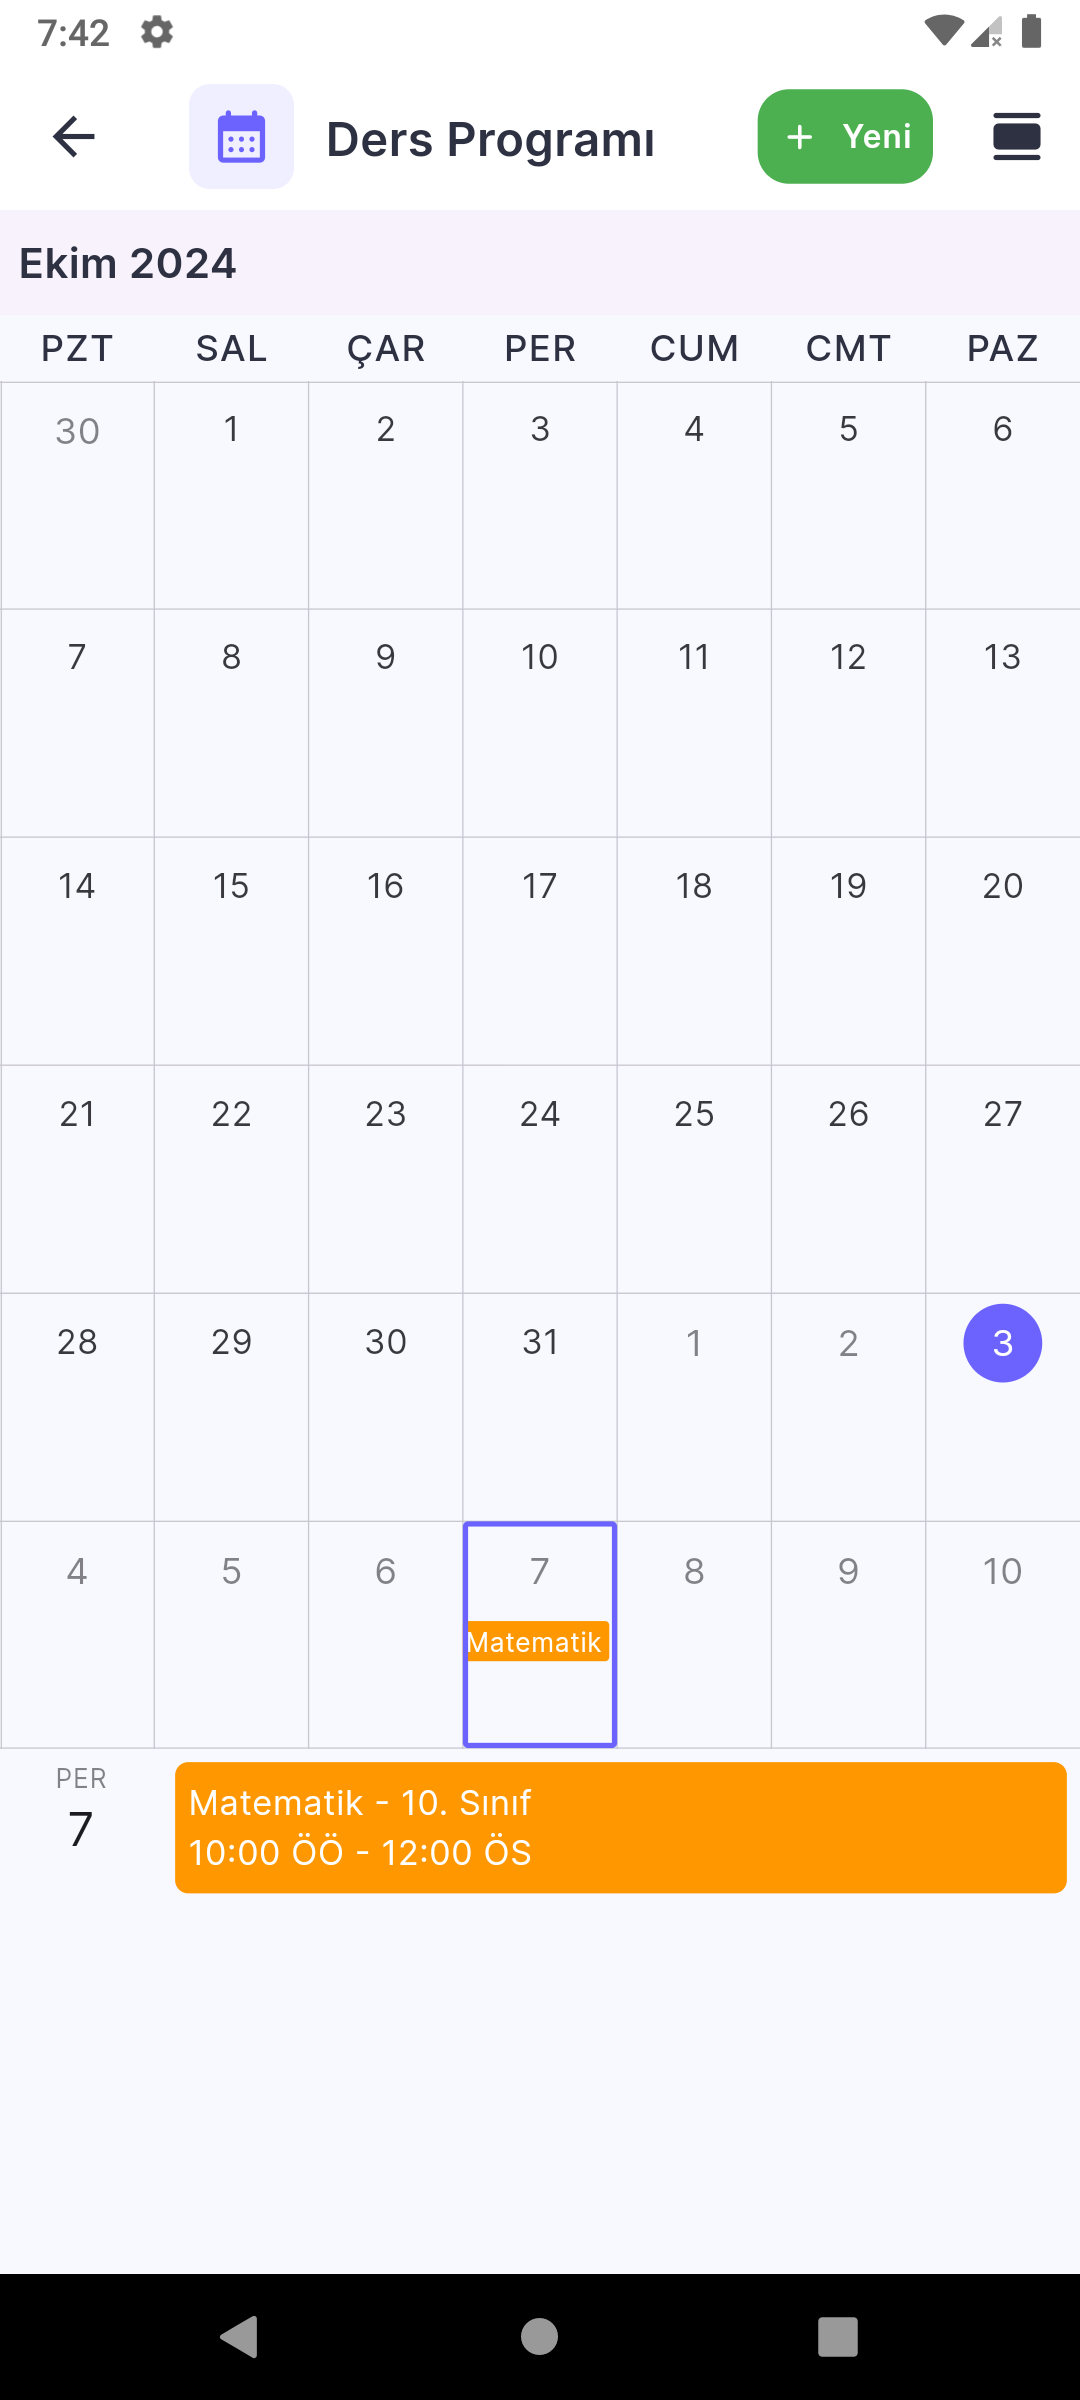 7:42
Ders Programı
+ Yeni
Ekim 2024
PZT SAL ÇAR PER CUM CMT PAZ
30 1 2 3 4 5 6
7 8 9 10 11 12 13
14 15 16 17 18 19 20
21 22 23 24 25 26 27
28 29 30 31 1 2 3
4 5 6 7 8 9 10
Matematik
PER
7
Matematik - 10. Sınıf
10:00 ÖÖ - 12:00 ÖS